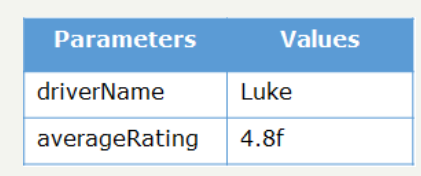 Parameters Values
driverName Luke
averageRating 4.8f